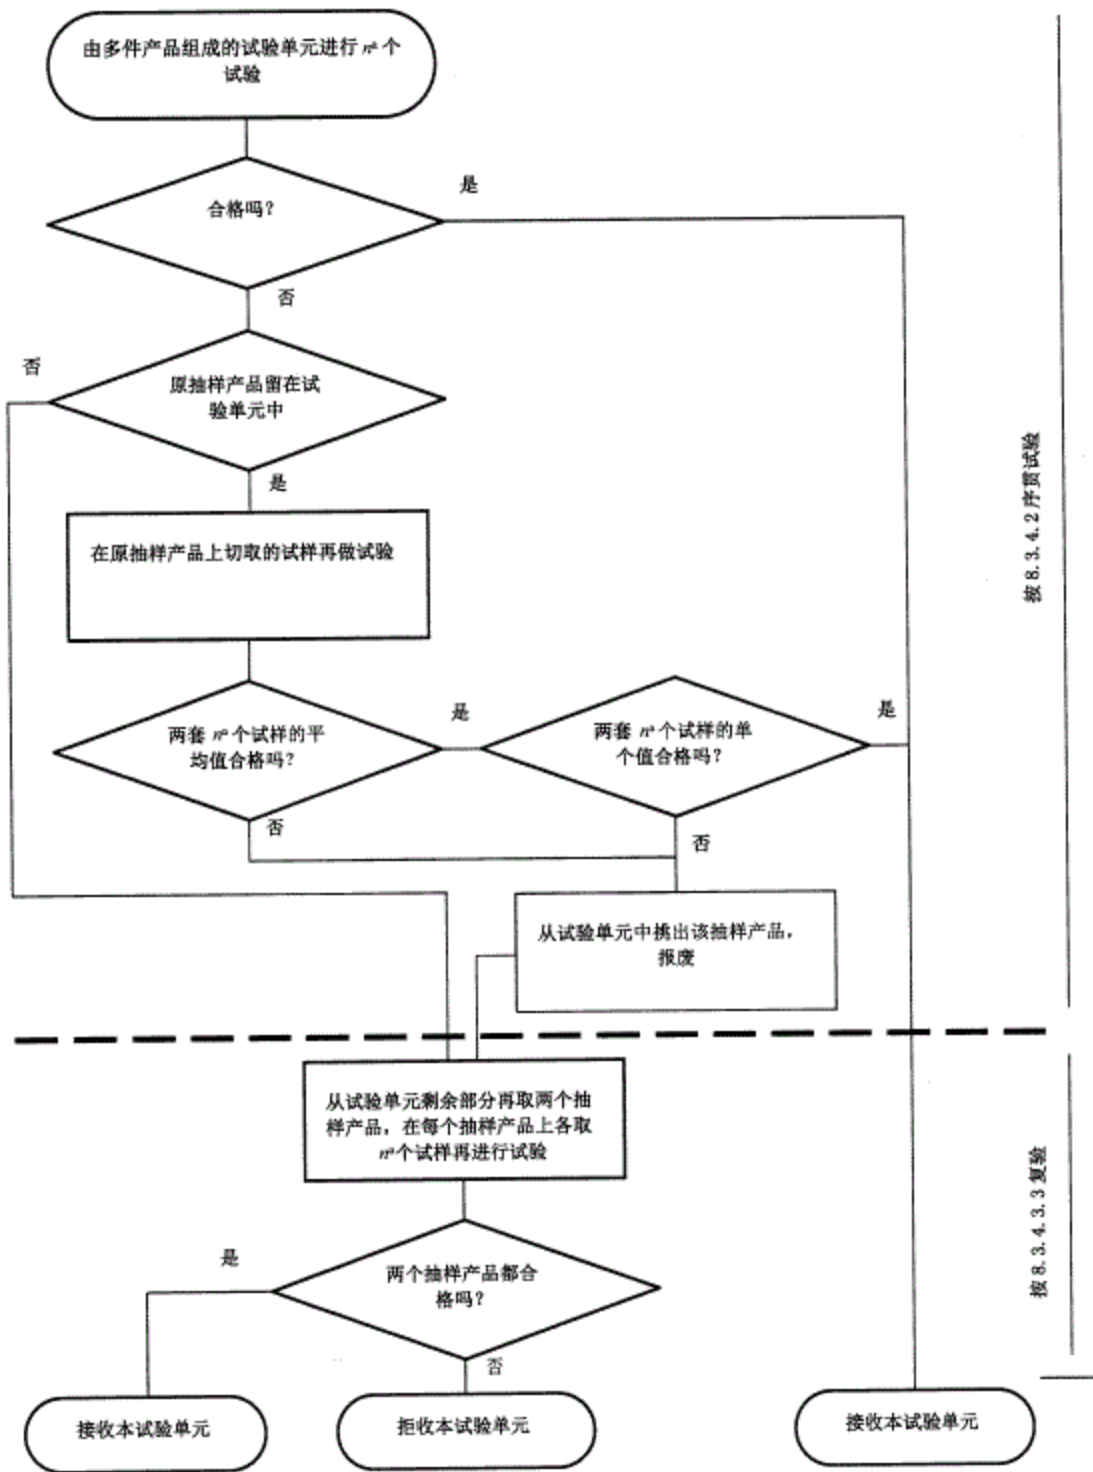 由多件产品组成的试验单元进行 nᵃ 个
试验
合格吗？
是
否
否
原抽样产品留在试
验单元中
是
在原抽样产品上切取的试样再做试验
两套 nᵃ 个试样的平
均值合格吗？
是
两套 nᵃ 个试样的单
个值合格吗？
是
否
否
从试验单元中挑出该抽样产品，
报废
按 8.3.4.2 序贯试验
从试验单元剩余部分再取两个抽
样产品，在每个抽样产品上各取
nᵃ个试样再进行试验
是
两个抽样产品都合
格吗？
否
按 8.3.4.3.3 复验
接收本试验单元
拒收本试验单元
接收本试验单元